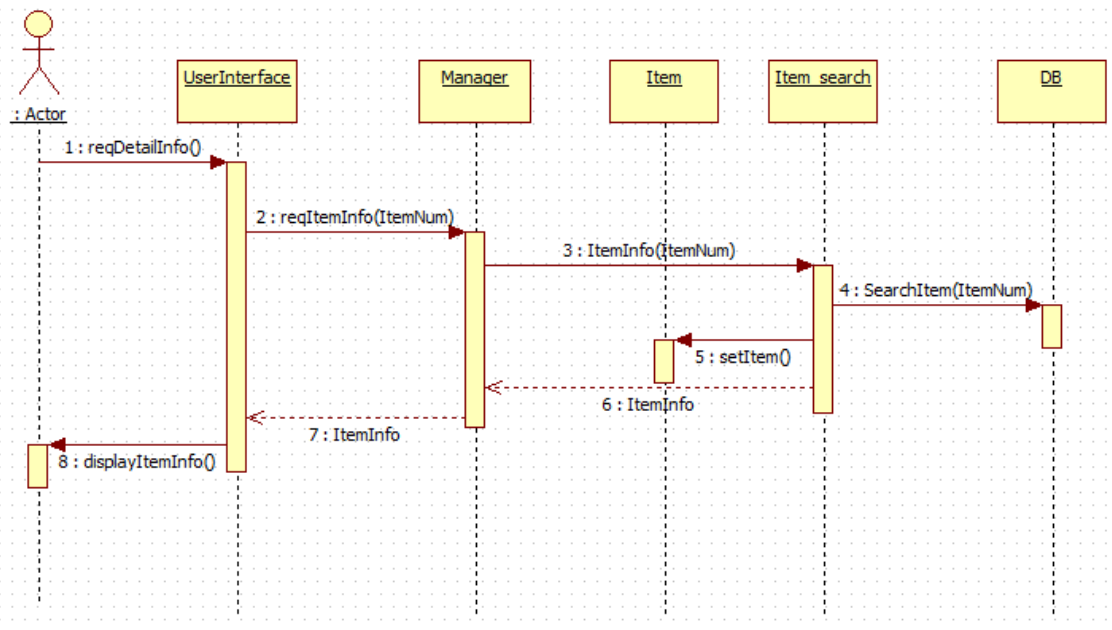 : Actor
UserInterface
Manager
Item
Item_search
DB
1 : reqDetailInfo()
2 : reqItemInfo(ItemNum)
3 : ItemInfo(ItemNum)
4 : SearchItem(ItemNum)
5 : setItem()
6 : ItemInfo
7 : ItemInfo
8 : displayItemInfo()